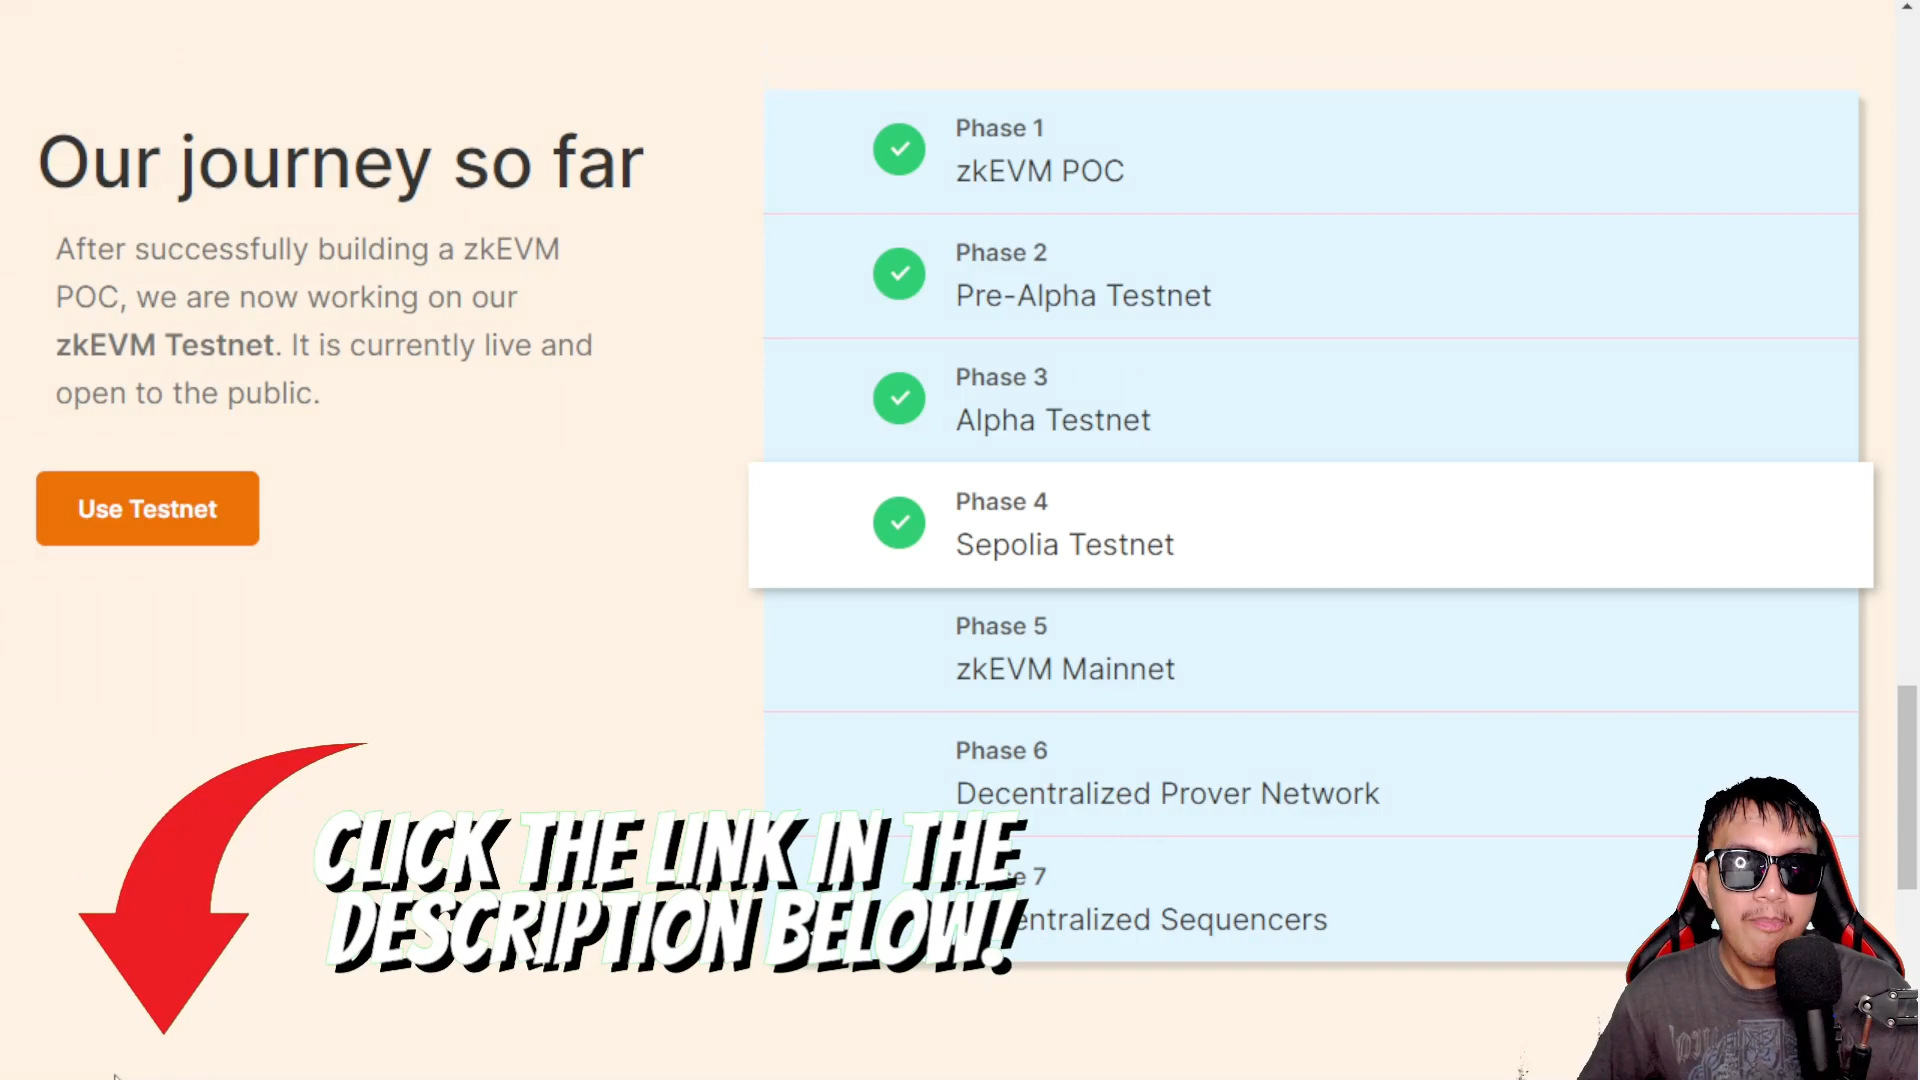 Our journey so far
After successfully building a zkEVM
POC, we are now working on our
zkEVM Testnet. It is currently live and
open to the public.
Use Testnet
Phase 1
zkEVM POC
Phase 2
Pre-Alpha Testnet
Phase 3
Alpha Testnet
Phase 4
Sepolia Testnet
Phase 5
zkEVM Mainnet
Phase 6
Decentralized Prover Network
7
Sequencers
CLICK THE LINK IN THE
DESCRIPTION BELOW!